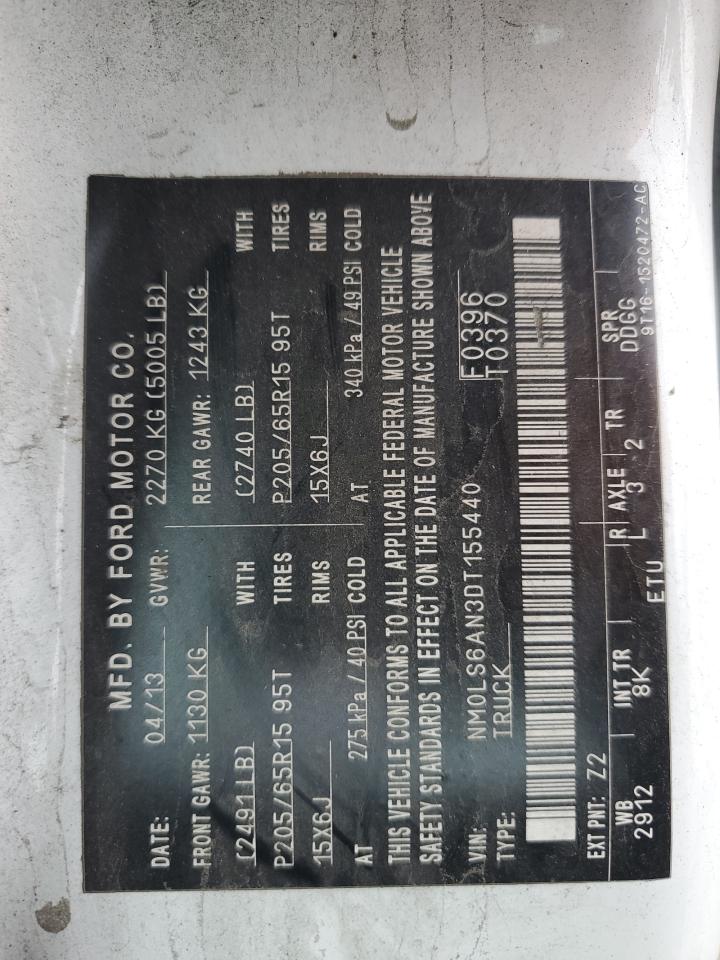 MFD. BY FORD MOTOR CO.
DATE: 04/13 GVWR: 2270 KG (5005 LB)
FRONT GAWR: 1130 KG REAR GAWR: 1243 KG
(2491 LB) WITH (2740 LB) WITH
P205/65R15 95T TIRES P205/65R15 95T TIRES
15X6J RIMS 15X6J RIMS
AT 275 kPa / 40 PSI COLD AT 340 kPa / 49 PSI COLD
THIS VEHICLE CONFORMS TO ALL APPLICABLE FEDERAL MOTOR VEHICLE
SAFETY STANDARDS IN EFFECT ON THE DATE OF MANUFACTURE SHOWN ABOVE
VIN: NM0LS6AN3DT155440 F0396
TYPE: TRUCK T0370
EXT PNT: Z2 R AXLE TR SPR
WB INT TR L 3 2 DDGG
2912 8K ETU 9T16-1520472-AC